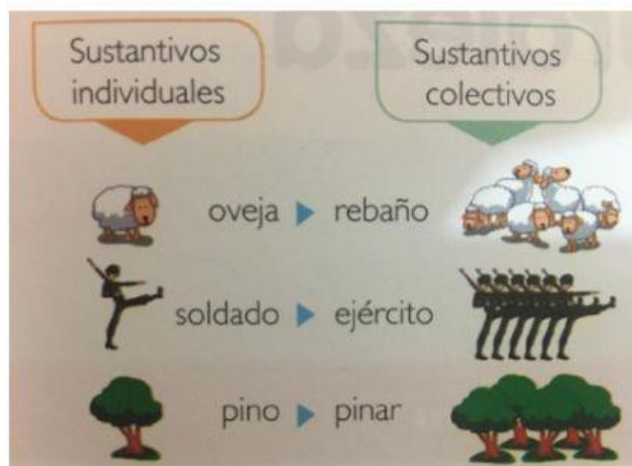 Sustantivos
individuales
Sustantivos
colectivos
oveja ▶ rebaño
soldado ▶ ejército
pino ▶ pinar